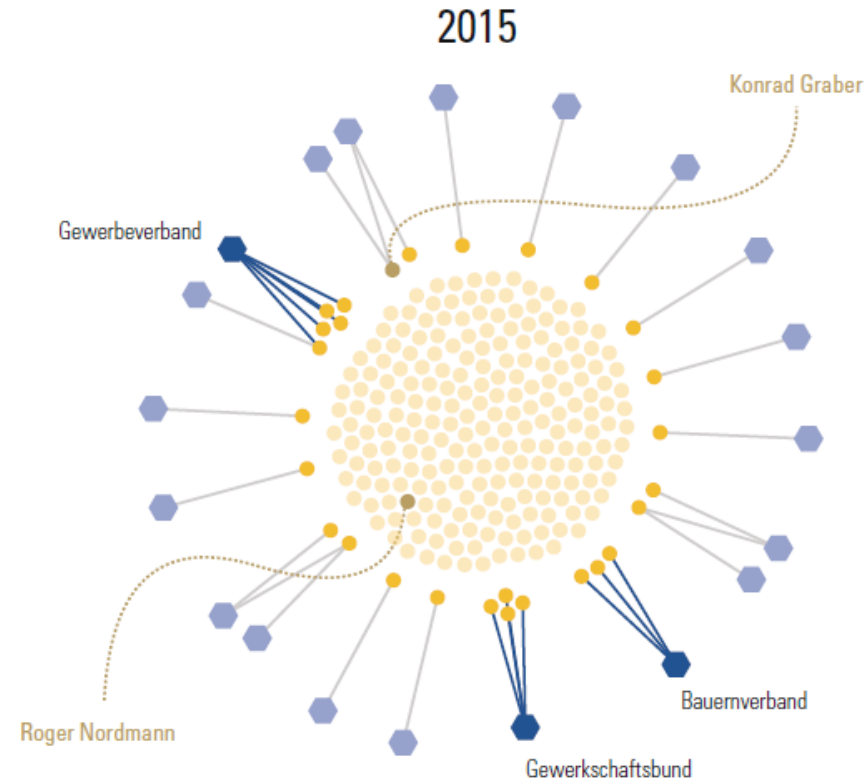 2015
Konrad Graber
Gewerbeverband
Bauernverband
Roger Nordmann
Gewerkschaftsbund